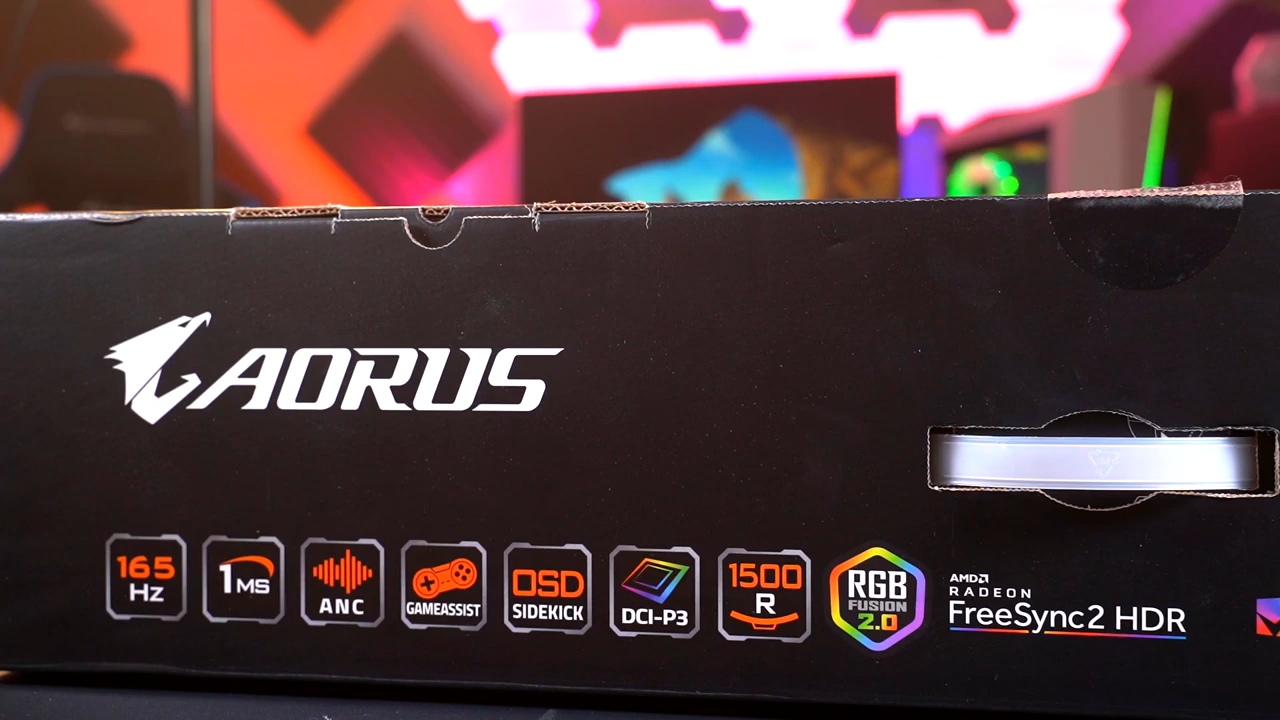 AORUS
165
Hz
1MS
ANC
GAMEASSIST
OSD
SIDEKICK
DCI-P3
1500
R
RGB
FUSION
2.0
AMD
RADEON
FreeSync2 HDR